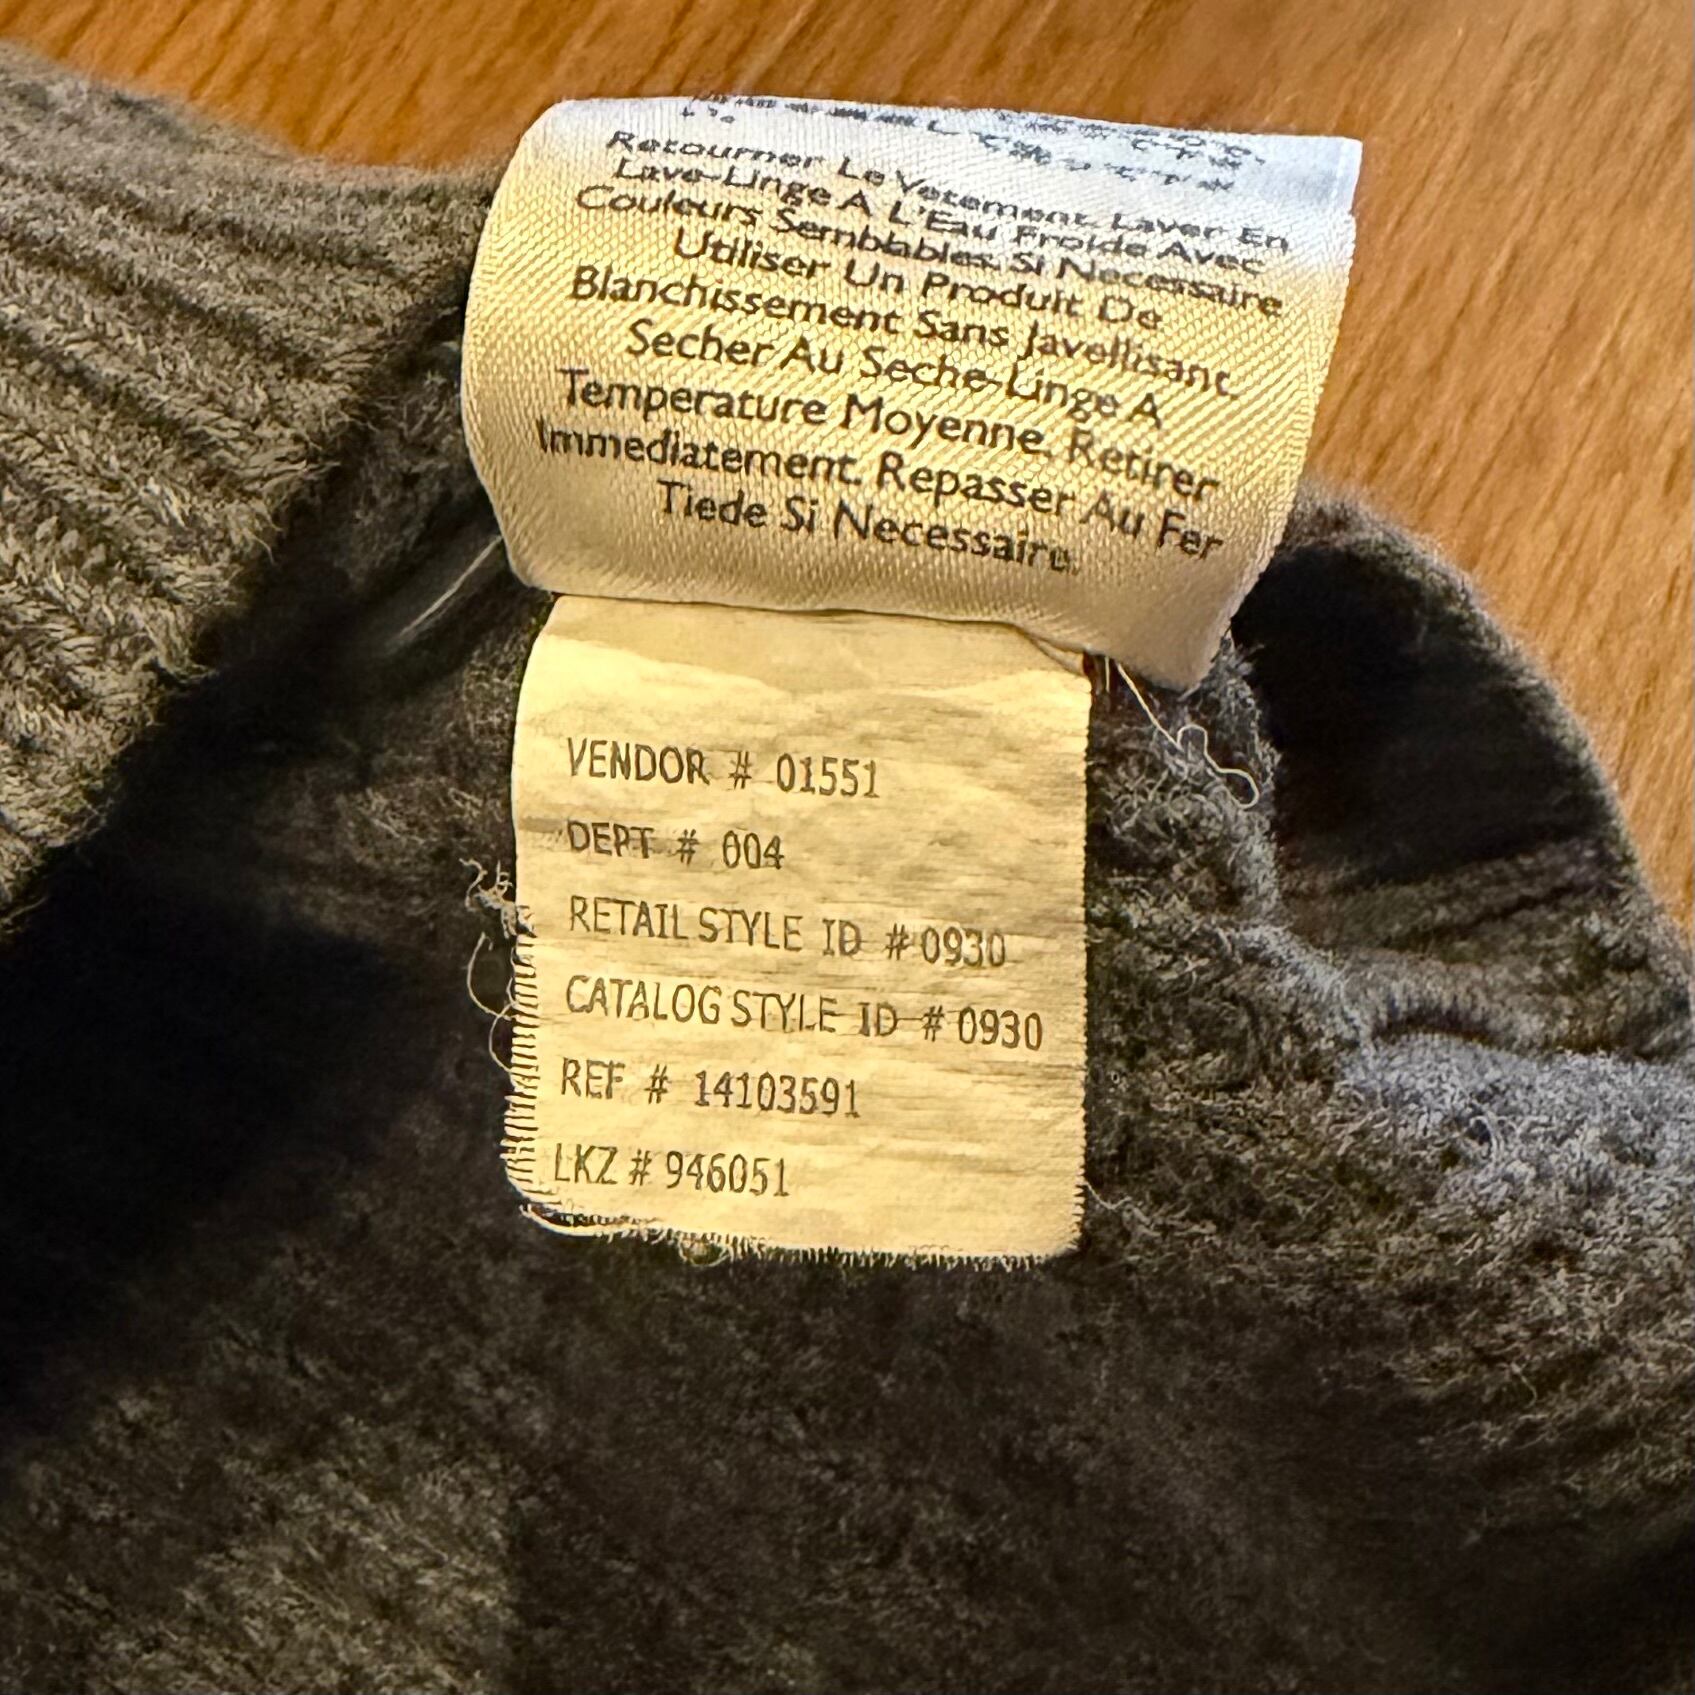 Retourner Le Vetement. Laver En
Lave-Linge A L'Eau Froide Avec
Couleurs Semblables. Si Necessaire
Utiliser Un Produit De
Blanchissement Sans Javellisant.
Secher Au Seche-Linge A
Temperature Moyenne. Retirer
Immediatement. Repasser Au Fer
Tiede Si Necessaire.
VENDOR # 01551
DEPT # 004
RETAIL STYLE ID # 0930
CATALOG STYLE ID # 0930
REF # 14103591
LKZ # 946051